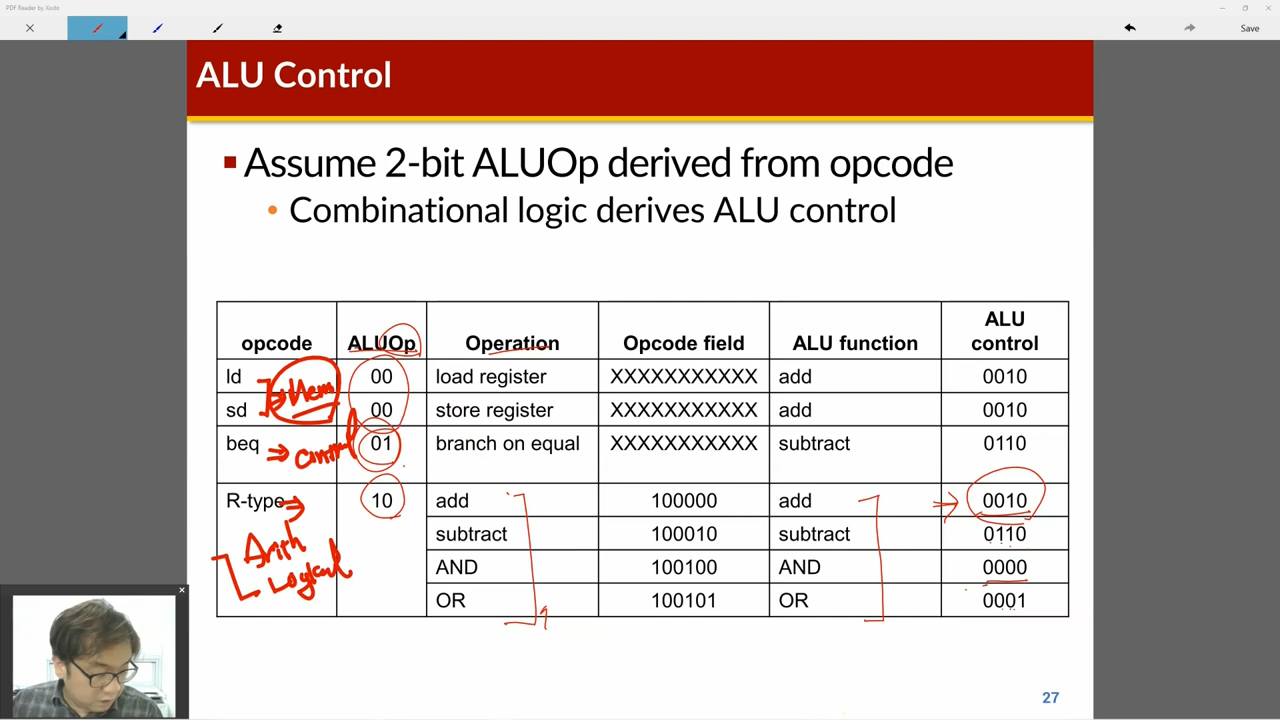 PDF Reader by Xodo
Save
ALU Control
Assume 2-bit ALUOp derived from opcode
Combinational logic derives ALU control
opcode ALUOp Operation Opcode field ALU function ALU control
ld 00 load register XXXXXXXXXXX add 0010
sd 00 store register XXXXXXXXXXX add 0010
beq 01 branch on equal XXXXXXXXXXX subtract 0110
R-type 10 add 100000 add 0010
subtract 100010 subtract 0110
AND 100100 AND 0000
OR 100101 OR 0001
Mem
control
Arith
Logical
27